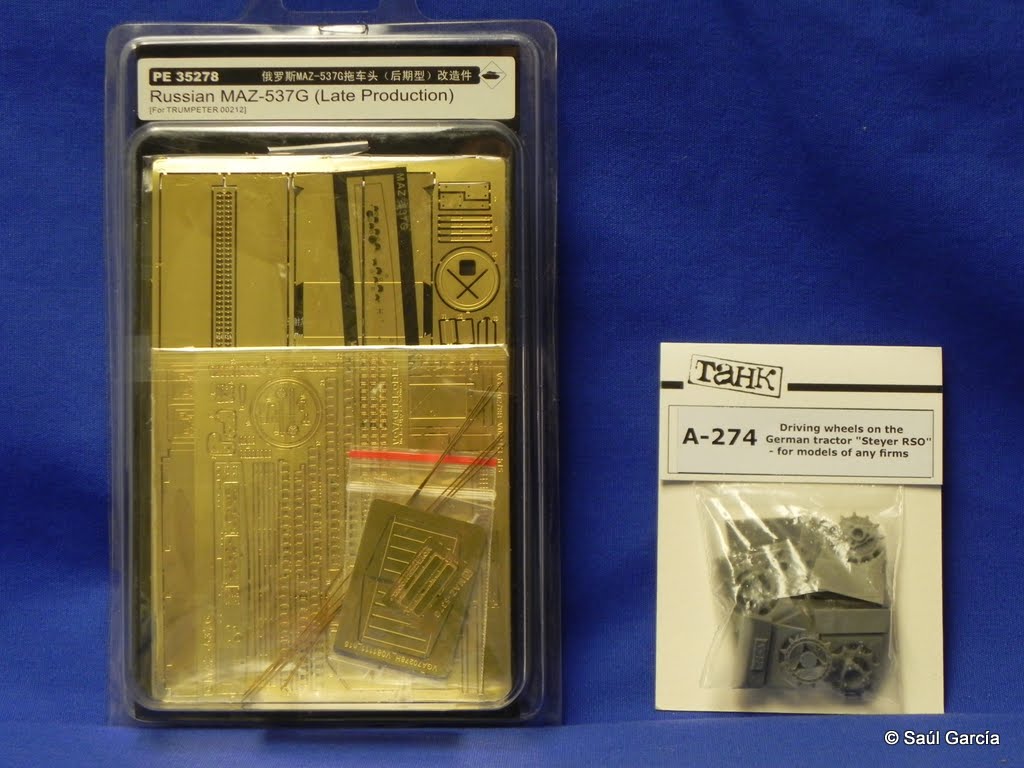 PE 35278 俄罗斯MAZ-537G拖车头（后期型）改造件
Russian MAZ-537G (Late Production)
[For TRUMPETER 00212]
MAZ 537G
танк
A-274
Driving wheels on the
German tractor "Steyer RSO"
- for models of any firms
© Saúl García